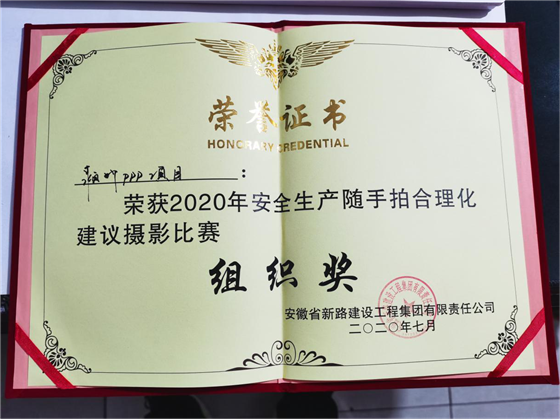 荣誉证书
HONORARY CREDENTIAL
PPP项目:
荣获2020年安全生产随手拍合理化
建议摄影比赛
组织奖
安徽省新路建设工程集团有限责任公司
二〇二〇年七月